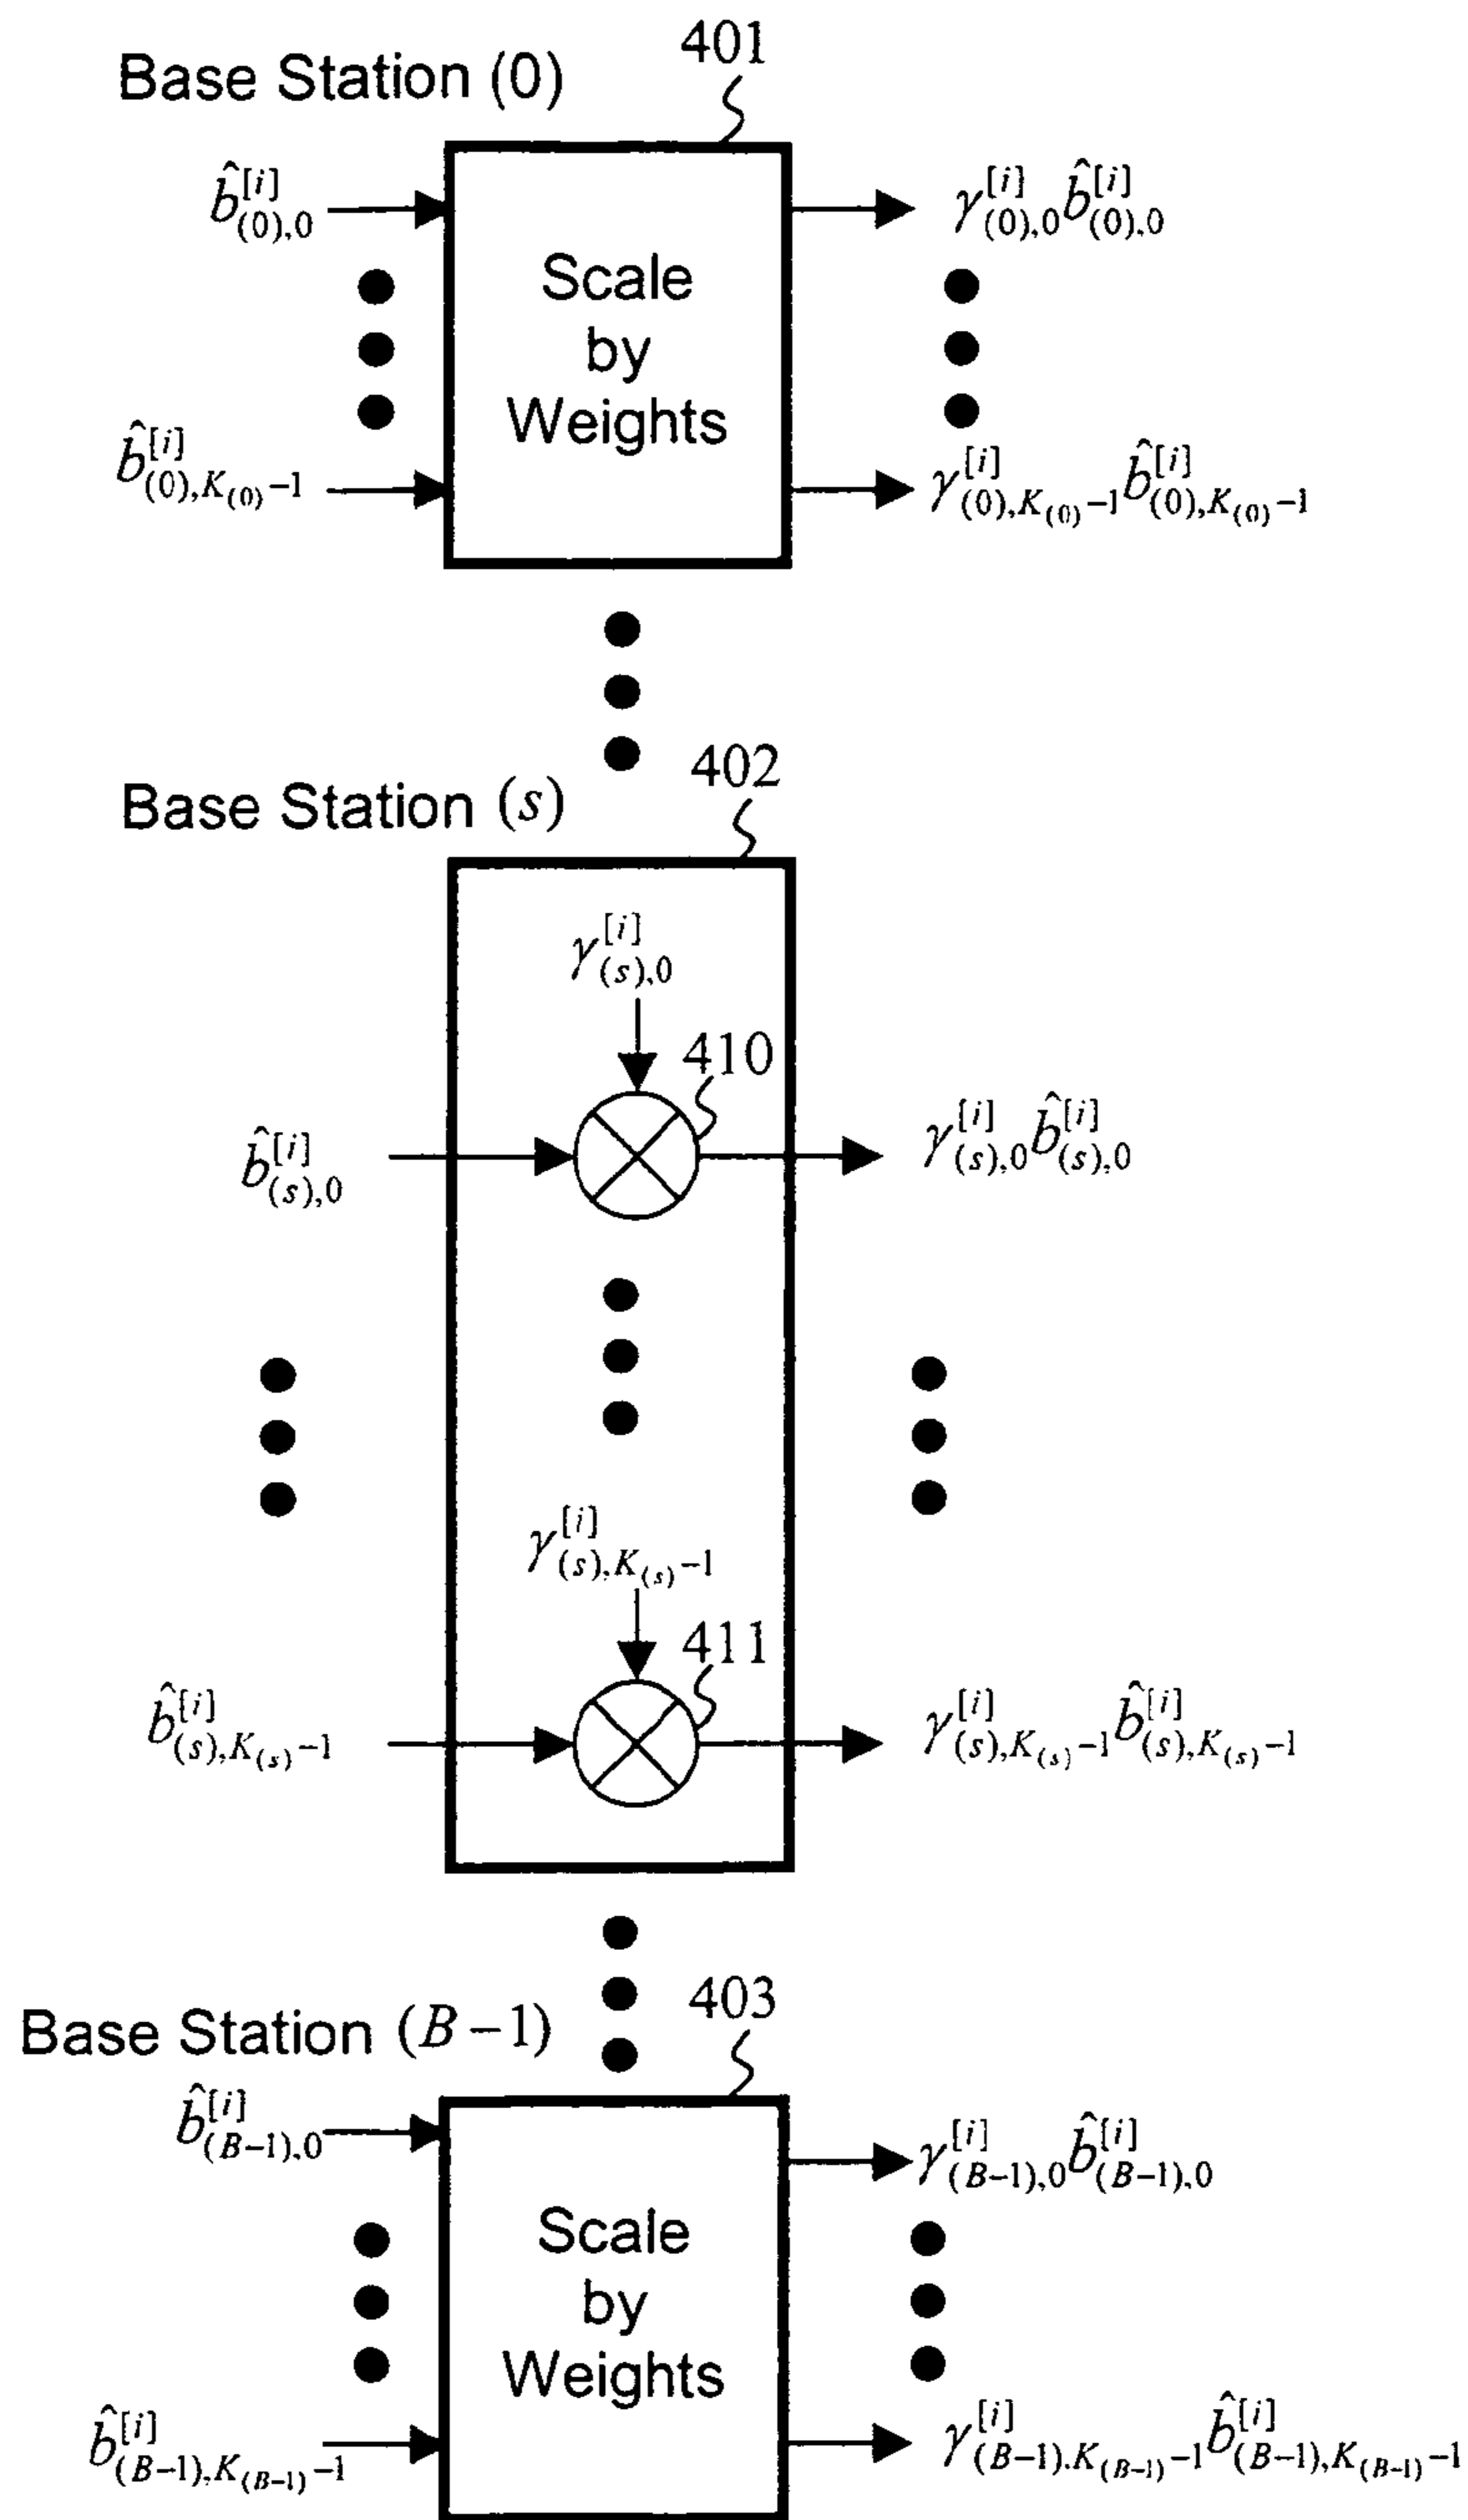 Base Station (0)
401
b̂^{[i]}_{(0),0}
Scale
by
Weights
γ^{[i]}_{(0),0} b̂^{[i]}_{(0),0}
b̂^{[i]}_{(0),K_{(0)}-1}
γ^{[i]}_{(0),K_{(0)}-1} b̂^{[i]}_{(0),K_{(0)}-1}
Base Station (s)
402
γ^{[i]}_{(s),0}
410
b̂^{[i]}_{(s),0}
γ^{[i]}_{(s),0} b̂^{[i]}_{(s),0}
γ^{[i]}_{(s),K_{(s)}-1}
411
b̂^{[i]}_{(s),K_{(s)}-1}
γ^{[i]}_{(s),K_{(s)}-1} b̂^{[i]}_{(s),K_{(s)}-1}
Base Station (B-1)
403
b̂^{[i]}_{(B-1),0}
γ^{[i]}_{(B-1),0} b̂^{[i]}_{(B-1),0}
Scale
by
Weights
b̂^{[i]}_{(B-1),K_{(B-1)}-1}
γ^{[i]}_{(B-1).K_{(B-1)}-1} b̂^{[i]}_{(B-1),K_{(B-1)}-1}